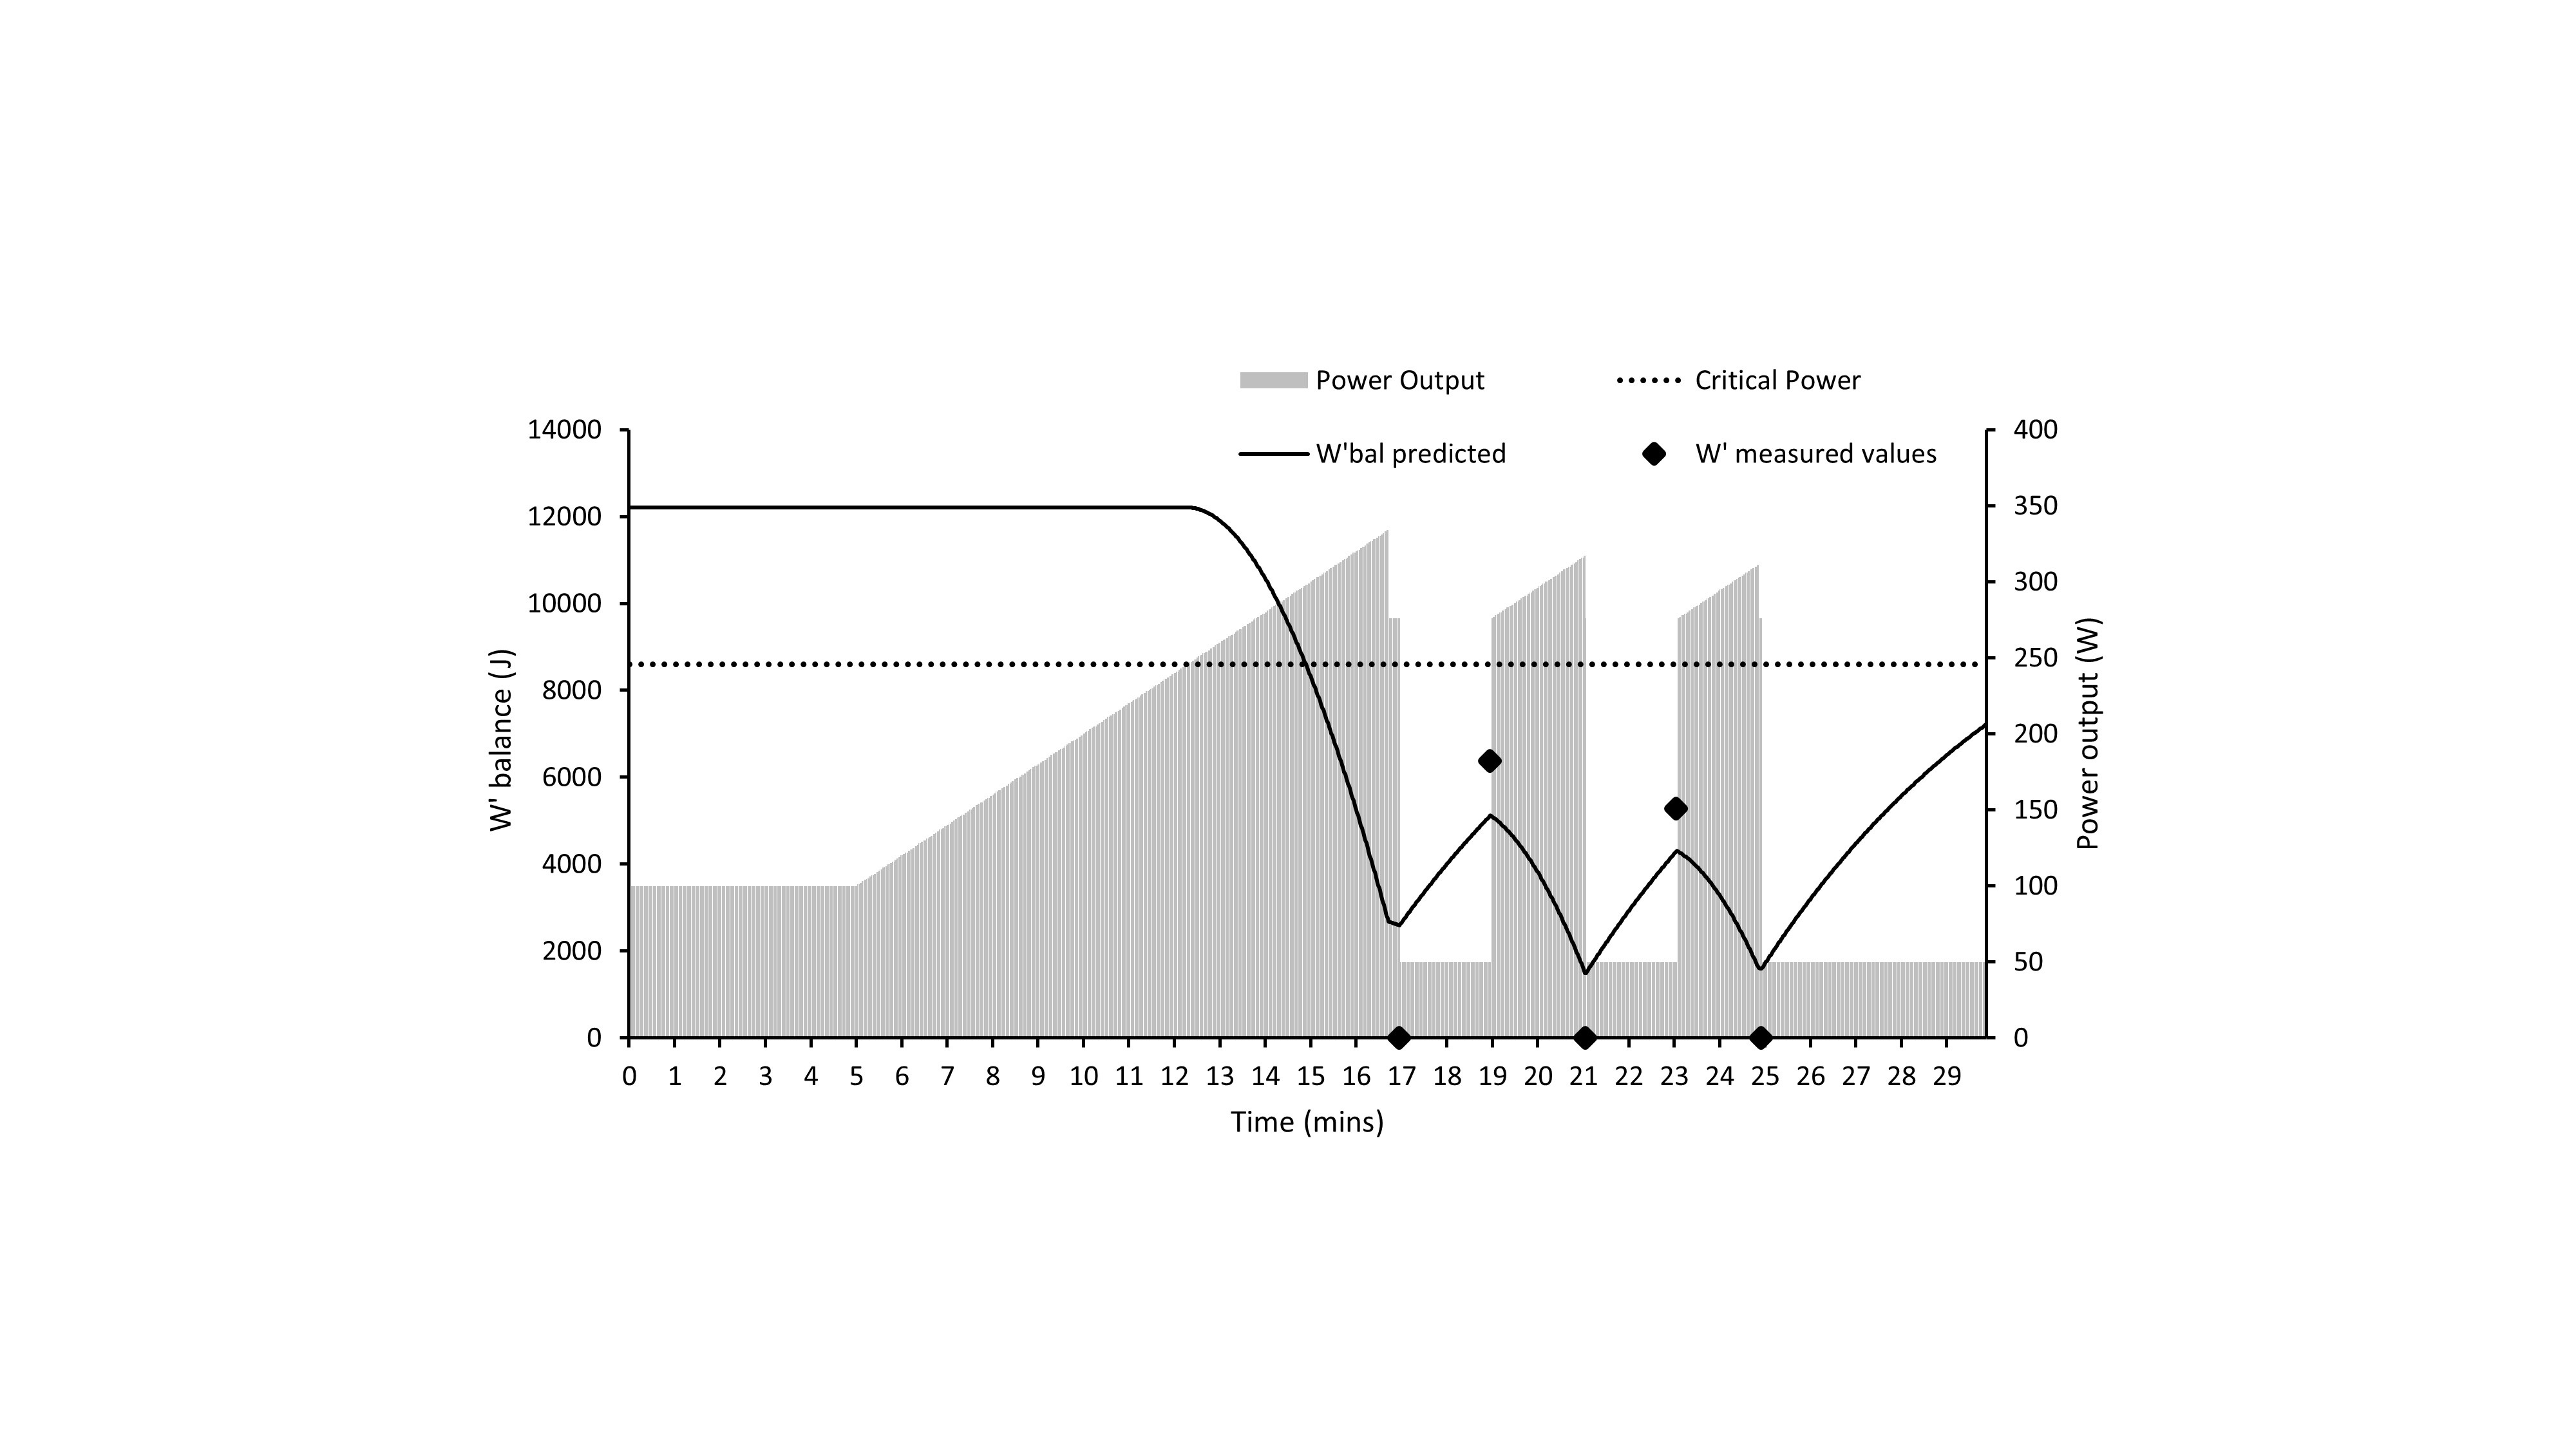 Power Output
Critical Power
W'bal predicted
W' measured values
14000
12000
10000
8000
6000
4000
2000
0
W' balance (J)
400
350
300
250
200
150
100
50
0
Power output (W)
0 1 2 3 4 5 6 7 8 9 10 11 12 13 14 15 16 17 18 19 20 21 22 23 24 25 26 27 28 29
Time (mins)